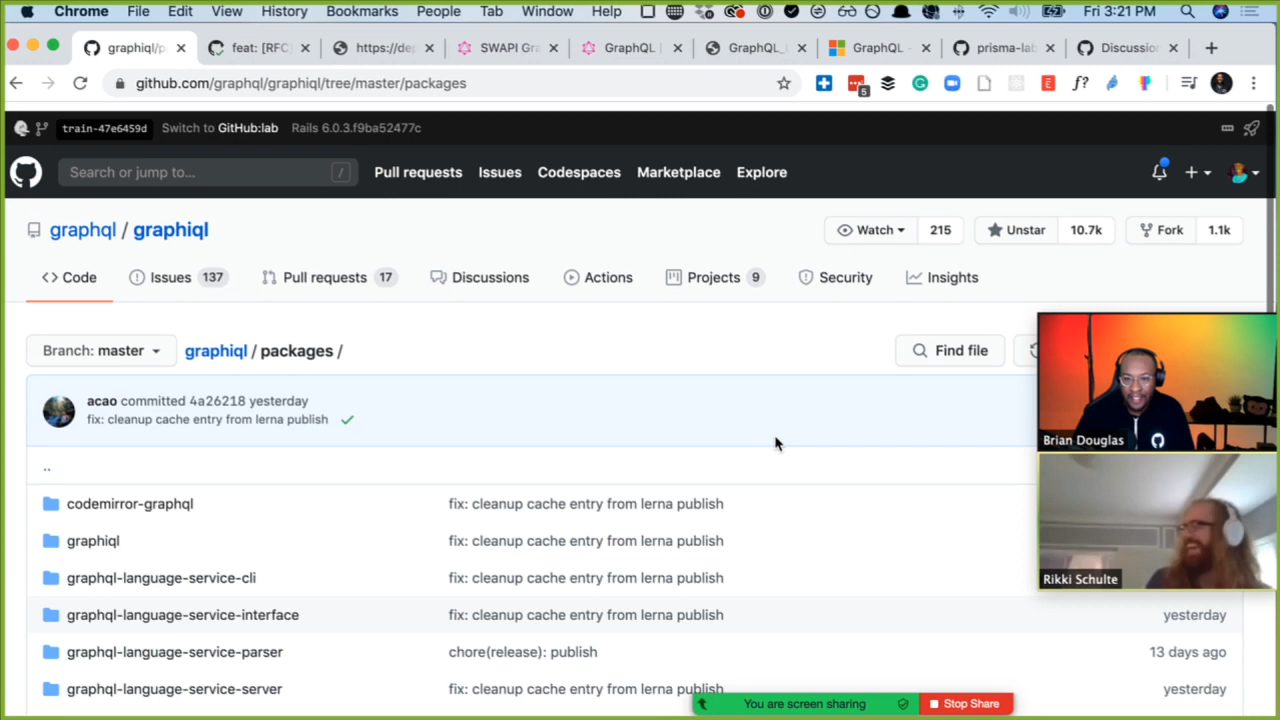 Chrome File Edit View History Bookmarks People Tab Window Help Fri 3:21 PM
graphiql/p feat: [RFC] https://dep SWAPI Gra GraphQL | GraphQL_ GraphQL - prisma-lab Discussion
github.com/graphql/graphiql/tree/master/packages
5
train-47e6459d Switch to GitHub:lab Rails 6.0.3.f9ba52477c
Search or jump to... / Pull requests Issues Codespaces Marketplace Explore
graphql / graphiql Watch 215 Unstar 10.7k Fork 1.1k
Code Issues 137 Pull requests 17 Discussions Actions Projects 9 Security Insights
Branch: master graphiql / packages / Find file
acao committed 4a26218 yesterday
fix: cleanup cache entry from lerna publish
Brian Douglas
..
codemirror-graphql fix: cleanup cache entry from lerna publish
graphiql fix: cleanup cache entry from lerna publish
graphql-language-service-cli fix: cleanup cache entry from lerna publish
Rikki Schulte
graphql-language-service-interface fix: cleanup cache entry from lerna publish yesterday
graphql-language-service-parser chore(release): publish 13 days ago
graphql-language-service-server fix: cleanup cache entry from lerna publish yesterday
You are screen sharing Stop Share